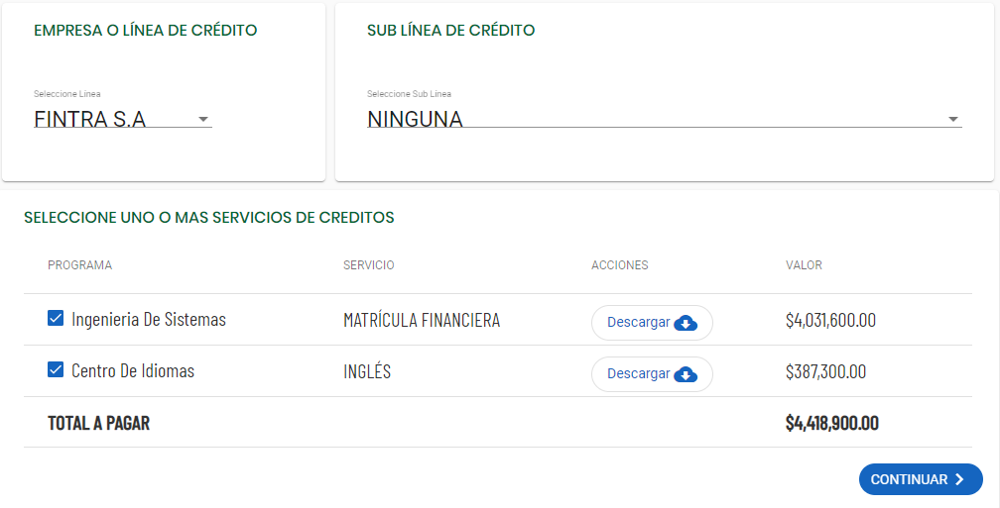 EMPRESA O LÍNEA DE CRÉDITO
Seleccione Línea
FINTRA S.A
SUB LÍNEA DE CRÉDITO
Seleccione Sub Línea
NINGUNA
SELECCIONE UNO O MAS SERVICIOS DE CREDITOS
PROGRAMA SERVICIO ACCIONES VALOR
Ingenieria De Sistemas MATRÍCULA FINANCIERA Descargar $4,031,600.00
Centro De Idiomas INGLÉS Descargar $387,300.00
TOTAL A PAGAR $4,418,900.00
CONTINUAR